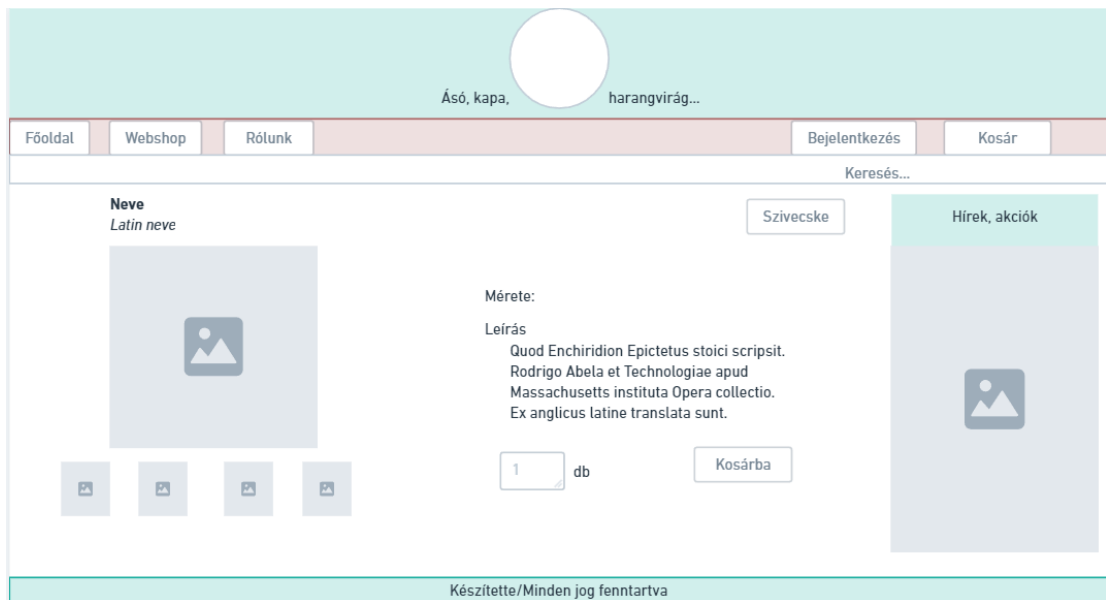 Ásó, kapa, harangvirág...
Főoldal Webshop Rólunk Bejelentkezés Kosár
Keresés...
Neve
Latin neve
Szivecske
Hírek, akciók
Mérete:
Leírás
Quod Enchiridion Epictetus stoici scripsit.
Rodrigo Abela et Technologiae apud
Massachusetts instituta Opera collectio.
Ex anglicus latine translata sunt.
1 db Kosárba
Készítette/Minden jog fenntartva